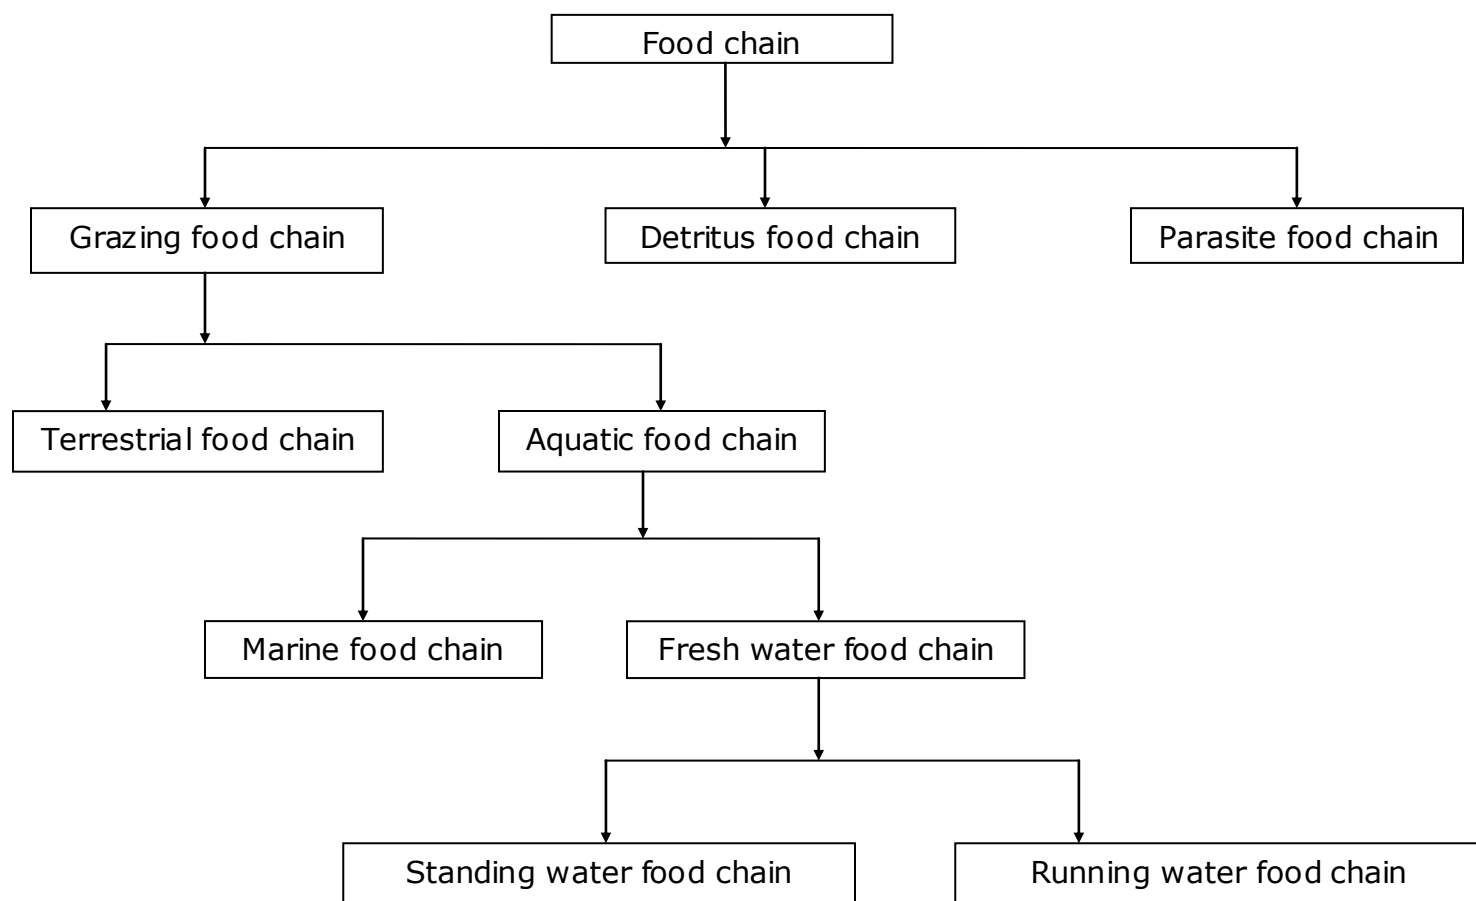 Food chain
Grazing food chain
Detritus food chain
Parasite food chain
Terrestrial food chain
Aquatic food chain
Marine food chain
Fresh water food chain
Standing water food chain
Running water food chain